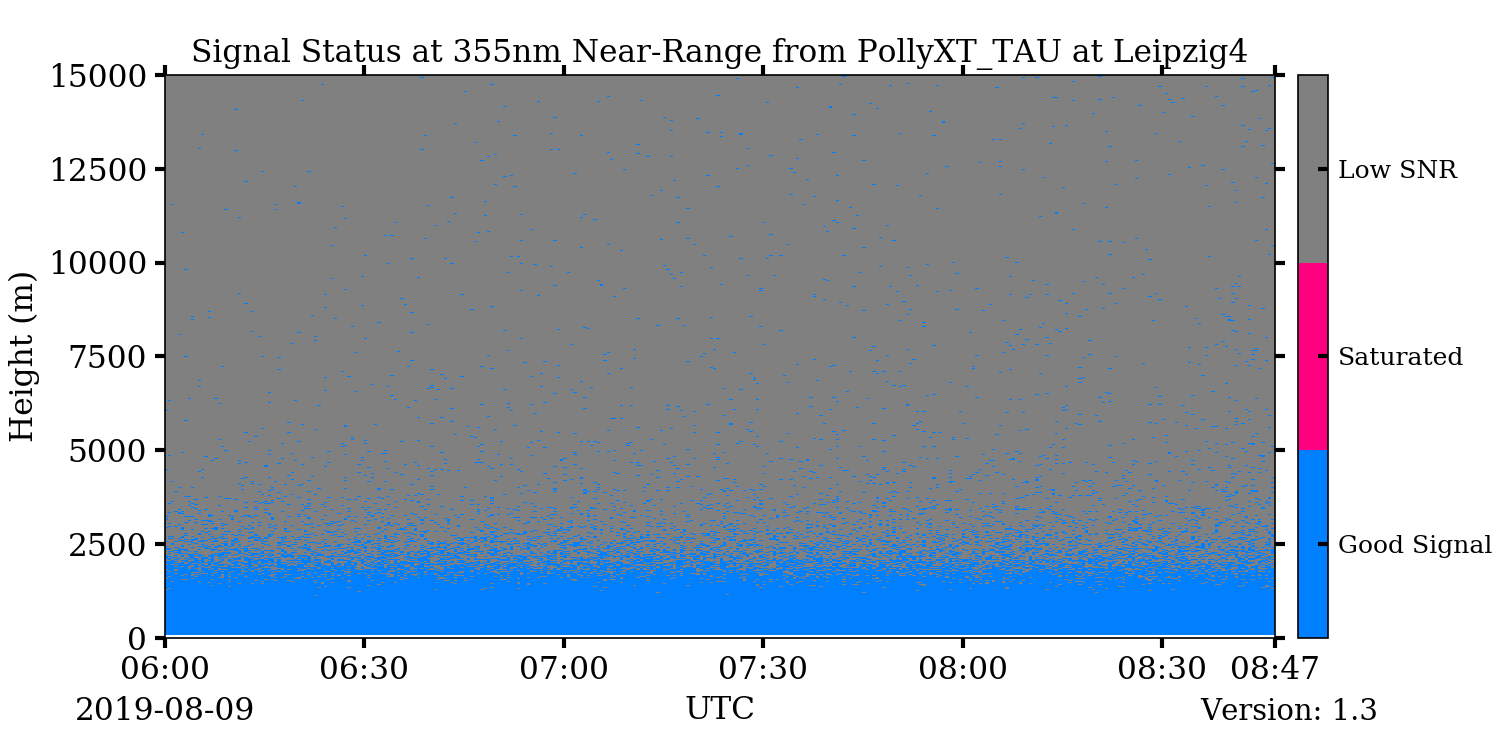 Signal Status at 355nm Near-Range from PollyXT_TAU at Leipzig4
15000
12500
10000
7500
5000
2500
0
Height (m)
06:00
06:30
07:00
07:30
08:00
08:30
08:47
2019-08-09
UTC
Version: 1.3
Low SNR
Saturated
Good Signal